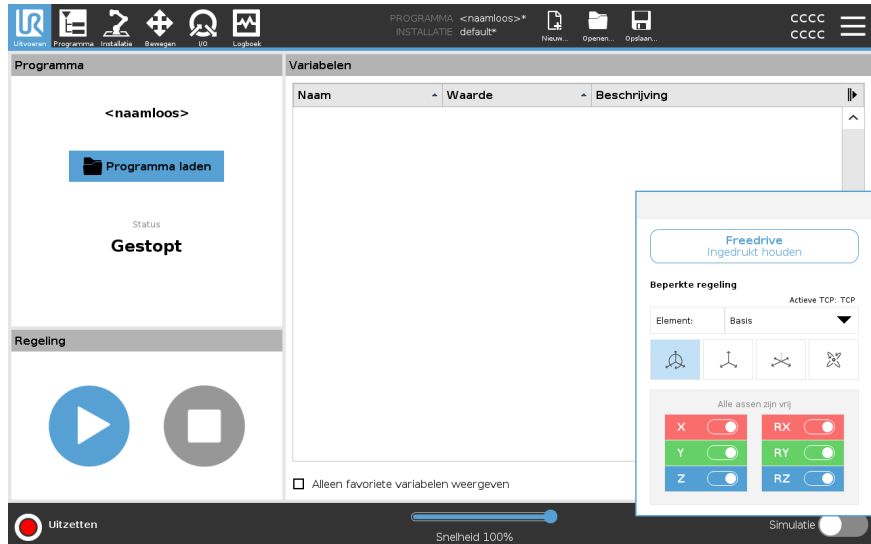 UR
PROGRAMMA <naamloos>*
INSTALLATIE default*
CCCC
CCCC
Uitvoeren Programma Installatie Bewegen I/O Logboek Nieuw... Openen... Opslaan...
Programma
Variabelen
<naamloos>
Programma laden
Status
Gestopt
Naam Waarde Beschrijving
Freedrive
Ingedrukt houden
Beperkte regeling
Actieve TCP: TCP
Element: Basis
Alle assen zijn vrij
X RX
Y RY
Z RZ
Regeling
Alleen favoriete variabelen weergeven
Uitzetten
Snelheid 100%
Simulatie